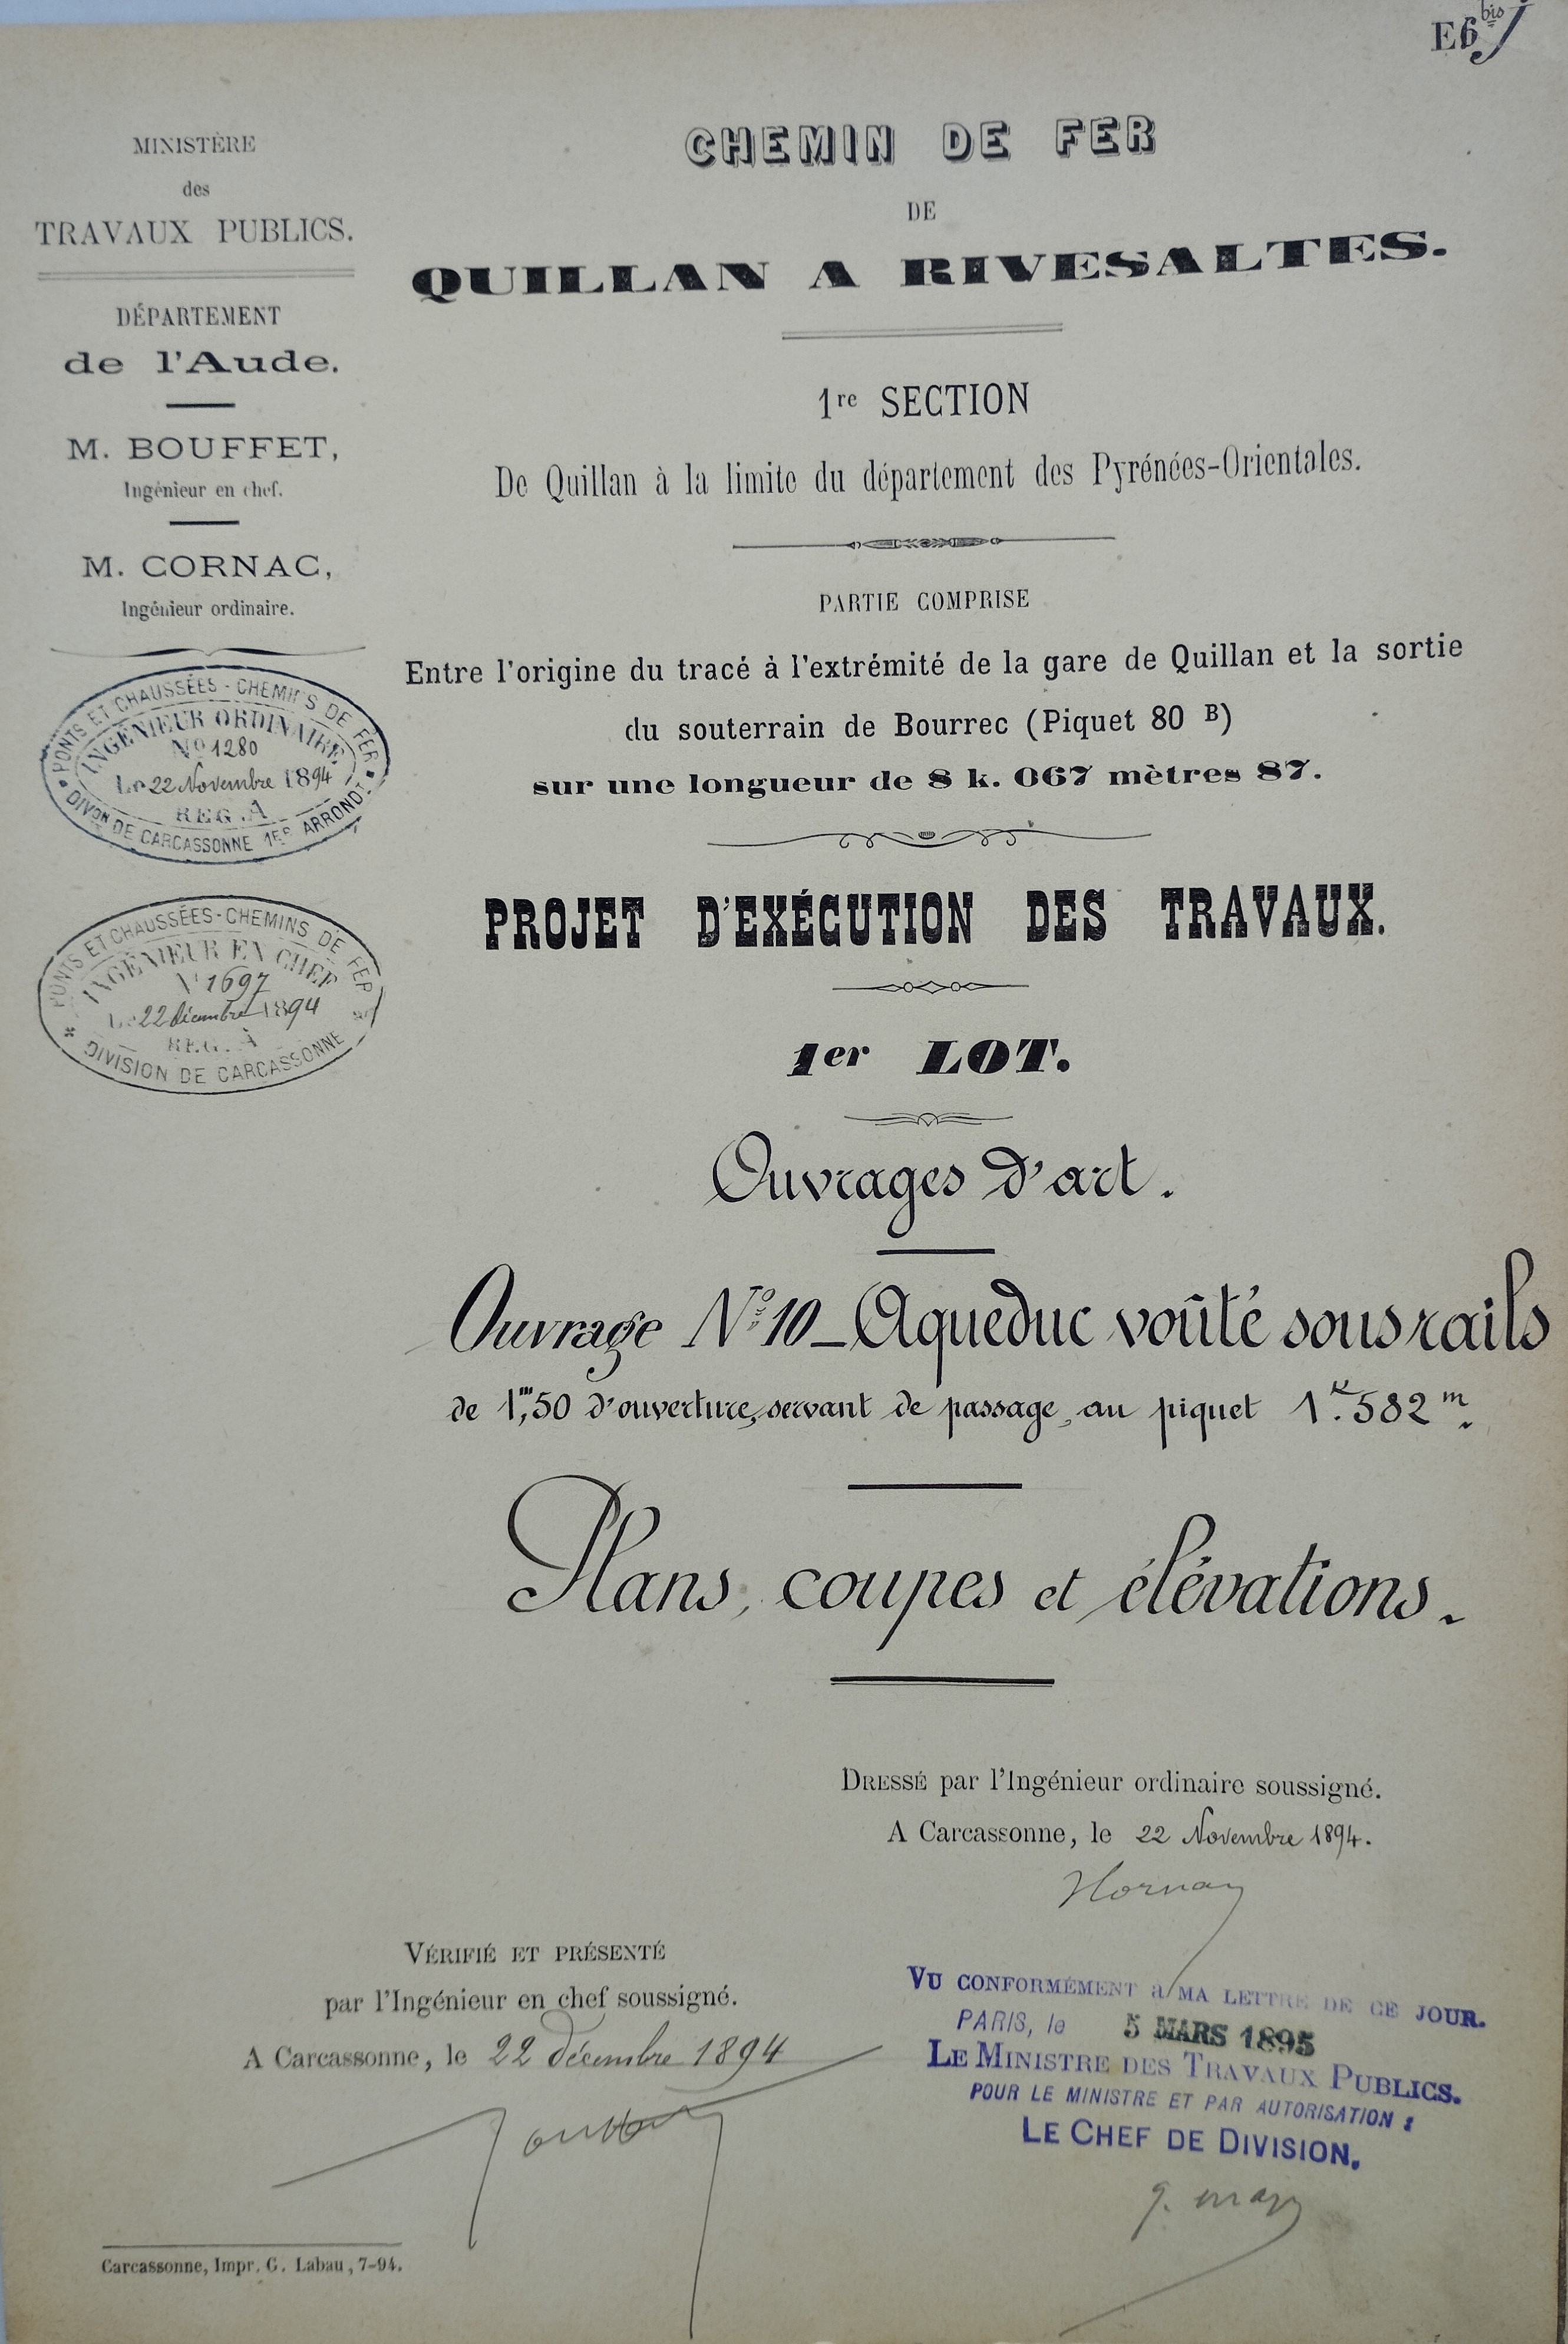 E6 bis J
MINISTÈRE
des
TRAVAUX PUBLICS.
DÉPARTEMENT
de l'Aude.
M. BOUFFET,
Ingénieur en chef.
M. CORNAC,
Ingénieur ordinaire.
PONTS ET CHAUSSÉES - CHEMINS DE FER
INGÉNIEUR ORDINAIRE
No 1280
Le 22 Novembre 1894
REG. A
DIVON DE CARCASSONNE 1ER ARRONDT
PONTS ET CHAUSSÉES - CHEMINS DE FER
INGÉNIEUR EN CHEF
No 1697
Le 22 décembre 1894
REG. A
DIVISION DE CARCASSONNE
CHEMIN DE FER
DE
QUILLAN A RIVESALTES.
1re SECTION
De Quillan à la limite du département des Pyrénées-Orientales.
PARTIE COMPRISE
Entre l'origine du tracé à l'extrémité de la gare de Quillan et la sortie
du souterrain de Bourrec (Piquet 80 B)
sur une longueur de 8 k. 067 mètres 87.
PROJET D'EXÉCUTION DES TRAVAUX.
1er LOT.
Ouvrages d'art.
Ouvrage No 10 _ Aqueduc voûté sous rails
de 1m,50 d'ouverture, servant de passage, au piquet 1k.582m.
Plans, coupes et élévations.
DRESSÉ par l'Ingénieur ordinaire soussigné.
A Carcassonne, le 22 Novembre 1894.
VÉRIFIÉ ET PRÉSENTÉ
par l'Ingénieur en chef soussigné.
A Carcassonne, le 22 décembre 1894
VU CONFORMÉMENT A MA LETTRE DE CE JOUR.
PARIS, le 5 MARS 1895
LE MINISTRE DES TRAVAUX PUBLICS.
POUR LE MINISTRE ET PAR AUTORISATION :
LE CHEF DE DIVISION.
Carcassonne, Impr. G. Labau, 7-94.